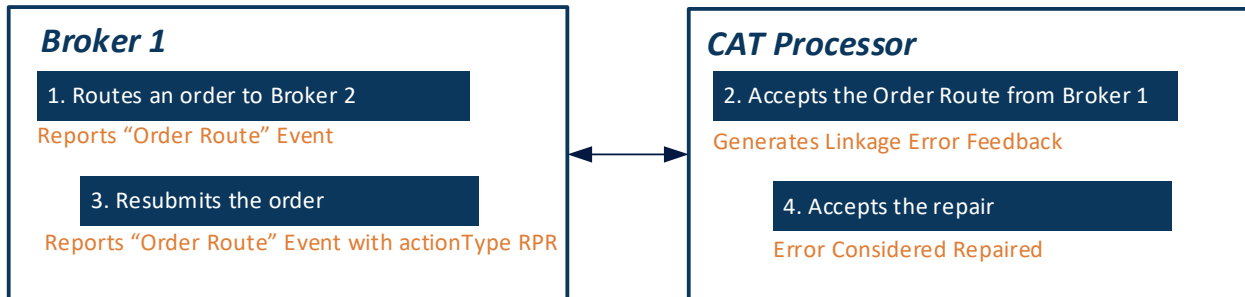 Broker 1
1. Routes an order to Broker 2
Reports “Order Route” Event
3. Resubmits the order
Reports “Order Route” Event with actionType RPR
CAT Processor
2. Accepts the Order Route from Broker 1
Generates Linkage Error Feedback
4. Accepts the repair
Error Considered Repaired